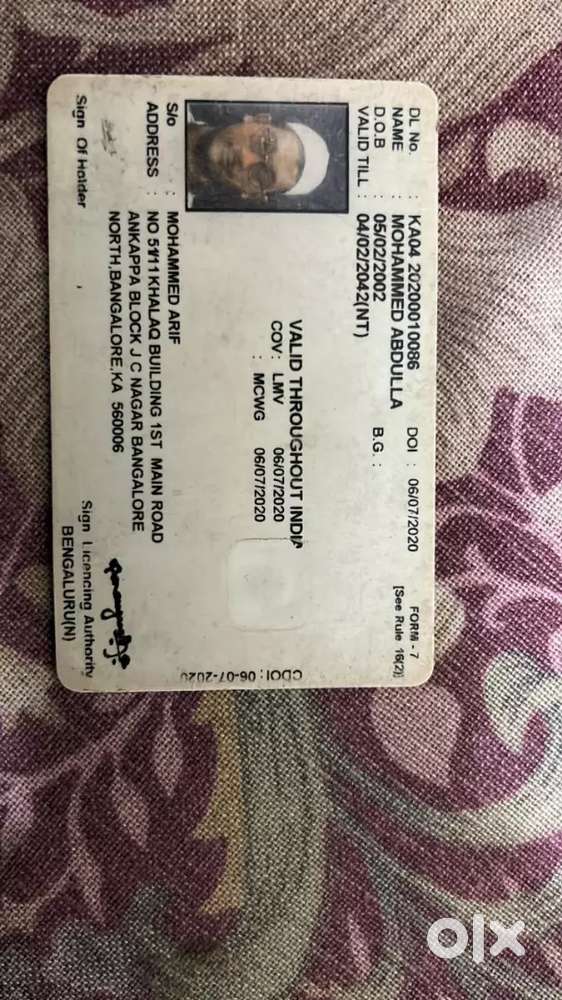 FORM - 7
[See Rule 16(2)]
DL No. : KA04 20200010086 DOI : 06/07/2020
NAME : MOHAMMED ABDULLA
D.O.B : 05/02/2002 B.G. :
VALID TILL : 04/02/2042(NT)
VALID THROUGHOUT INDIA
COV : LMV 06/07/2020
: MCWG 06/07/2020
S/o : MOHAMMED ARIF
ADDRESS : NO 51/11 KHALAQ BUILDING 1ST MAIN ROAD
ANKAPPA BLOCK J C NAGAR BANGALORE
NORTH,BANGALORE,KA 560006
Sign Of Holder
Sign. Licencing Authority
BENGALURU(N)
CDOI : 06-07-2020
olx